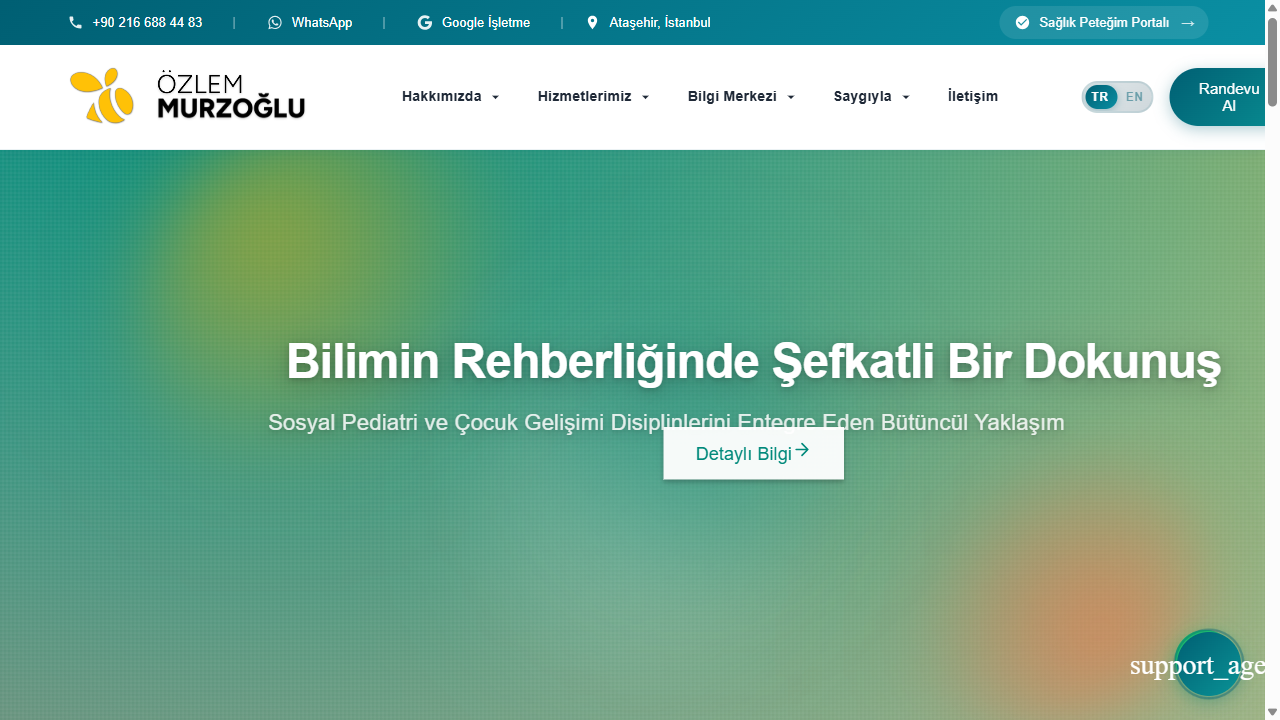 +90 216 688 44 83 | WhatsApp | Google İşletme | Ataşehir, İstanbul
Sağlık Peteğim Portalı →
ÖZLEM
MURZOĞLU
Hakkımızda
Hizmetlerimiz
Bilgi Merkezi
Saygıyla
İletişim
TR EN
Randevu
Al
Bilimin Rehberliğinde Şefkatli Bir Dokunuş
Sosyal Pediatri ve Çocuk Gelişimi Disiplinlerini Entegre Eden Bütüncül Yaklaşım
Detaylı Bilgi
support_age